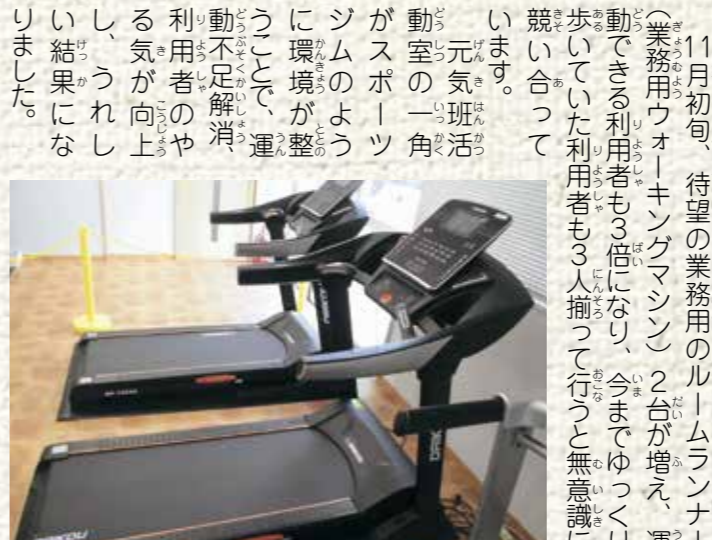 11月初旬、待望の業務用のルームランナー
(業務用ウォーキングマシン)2台が増え、運
動できる利用者も3倍になり、今までゆっくり
歩いていた利用者も3人揃って行うと無意識に
競い合って
います。
元気班活
動室の一角
がスポーツ
ジムのよう
に環境が整
うことで、運
動不足解消、
利用者のや
る気が向上
し、うれし
い結果にな
りました。